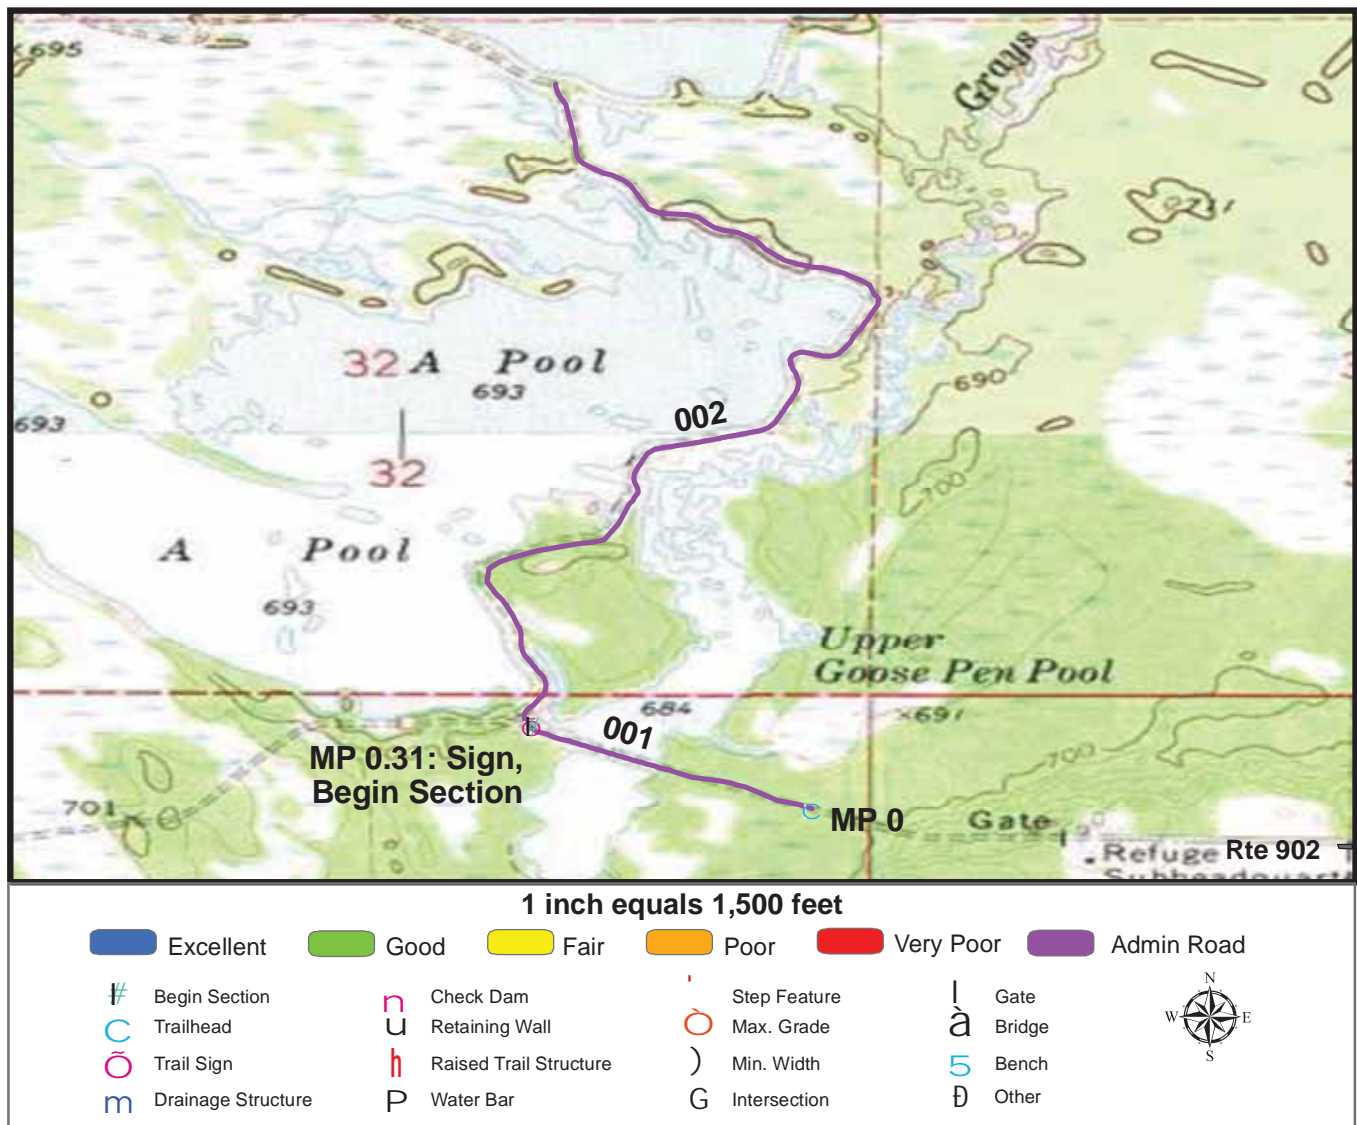 ×695
Grays
711
32 A Pool
693
690
693
002
32
700
A Pool
693
Upper
Goose Pen Pool
684
×691
001
MP 0.31: Sign,
Begin Section
700
701
MP 0
Gate
Refuge Rte 902
1 inch equals 1,500 feet
Excellent Good Fair Poor Very Poor Admin Road
Begin Section
Trailhead
Trail Sign
Drainage Structure
Check Dam
Retaining Wall
Raised Trail Structure
Water Bar
Step Feature
Max. Grade
Min. Width
Intersection
Gate
Bridge
Bench
Other
N
W E
S